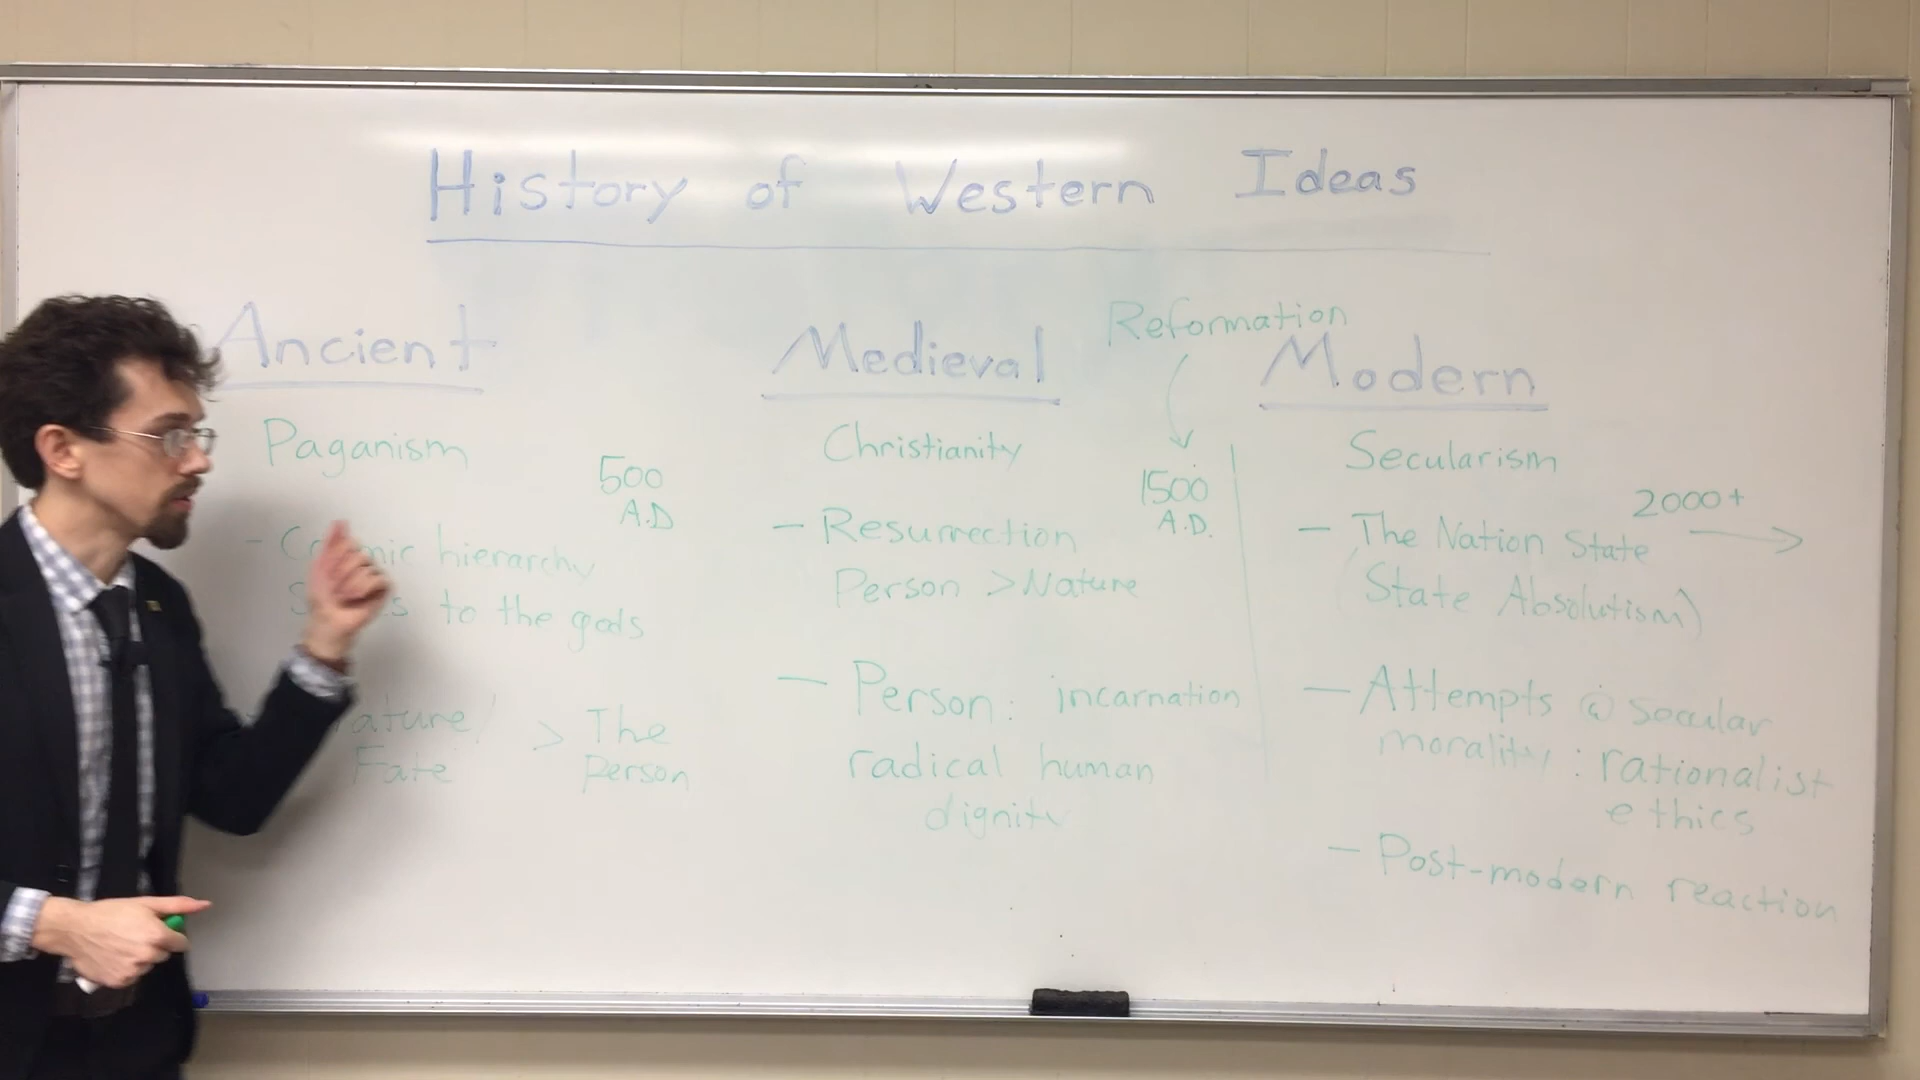 History of Western Ideas
Ancient
Paganism
500
A.D
- hierarchy
to the gods
Fate
> The
Person
Medieval
Christianity
- Resurrection
Person > Nature
- Person: incarnation
radical human
dignity
Reformation
1500
A.D.
Modern
Secularism
2000+
- The Nation State
(State Absolutism)
- Attempts @ secular
morality: rationalist
ethics
- Post-modern reaction